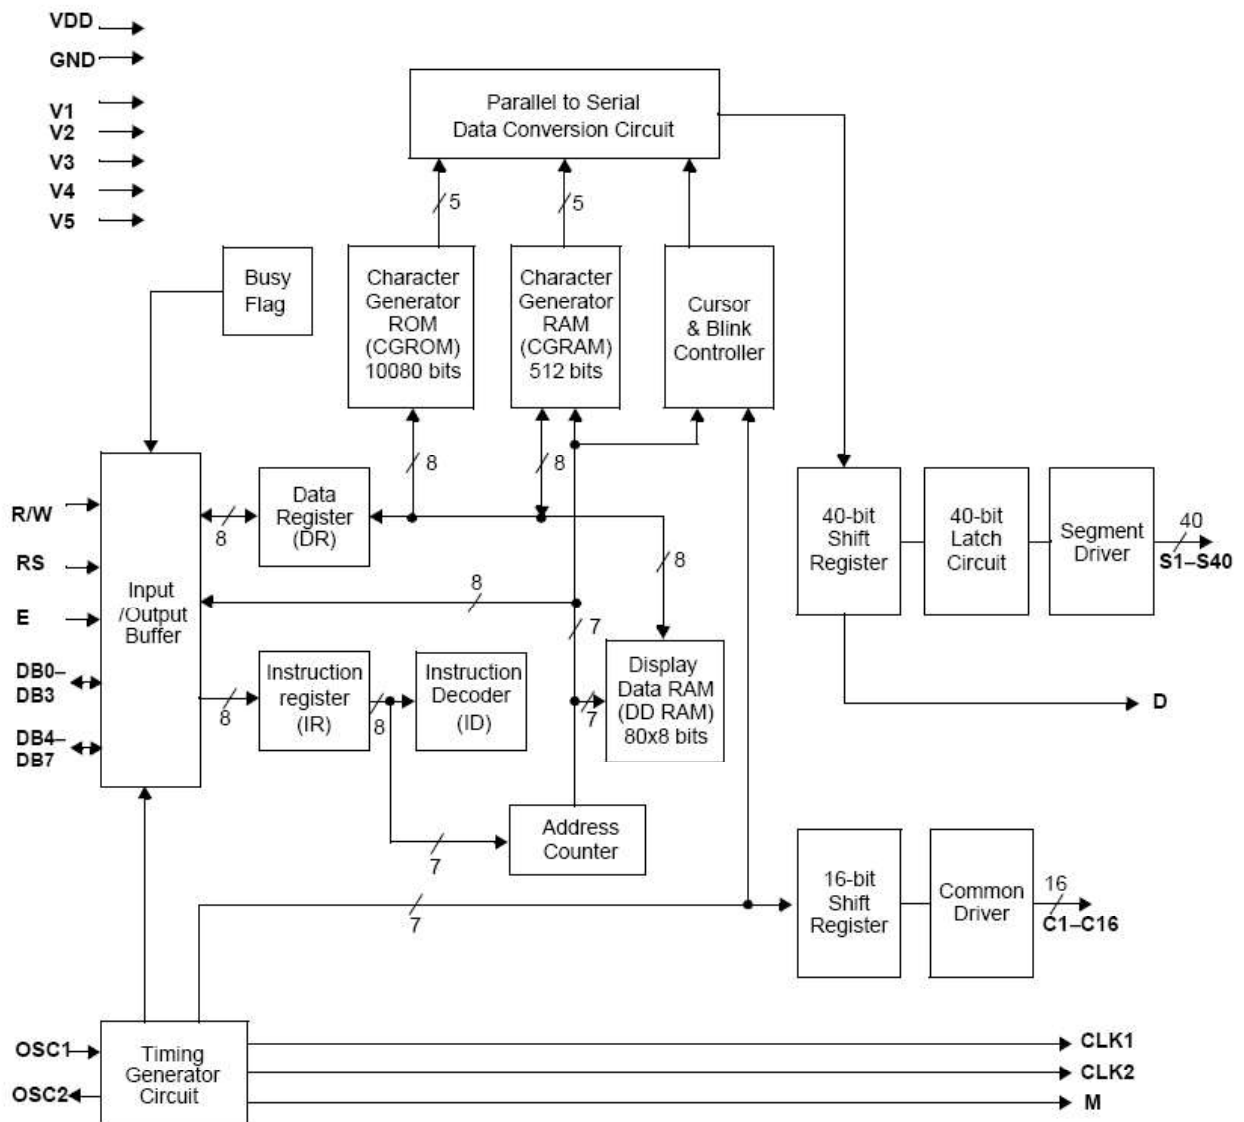 VDD
GND
V1
V2
V3
V4
V5
Parallel to Serial
Data Conversion Circuit
5
5
Busy
Flag
Character
Generator
ROM
(CGROM)
10080 bits
Character
Generator
RAM
(CGRAM)
512 bits
Cursor
& Blink
Controller
8
8
R/W
RS
E
DB0–
DB3
DB4–
DB7
Input
/Output
Buffer
8
Data
Register
(DR)
8
8
7
8
Instruction
register
(IR)
8
Instruction
Decoder
(ID)
7
Display
Data RAM
(DD RAM)
80x8 bits
40-bit
Shift
Register
40-bit
Latch
Circuit
Segment
Driver
40
S1–S40
D
7
Address
Counter
7
16-bit
Shift
Register
Common
Driver
16
C1–C16
OSC1
OSC2
Timing
Generator
Circuit
CLK1
CLK2
M